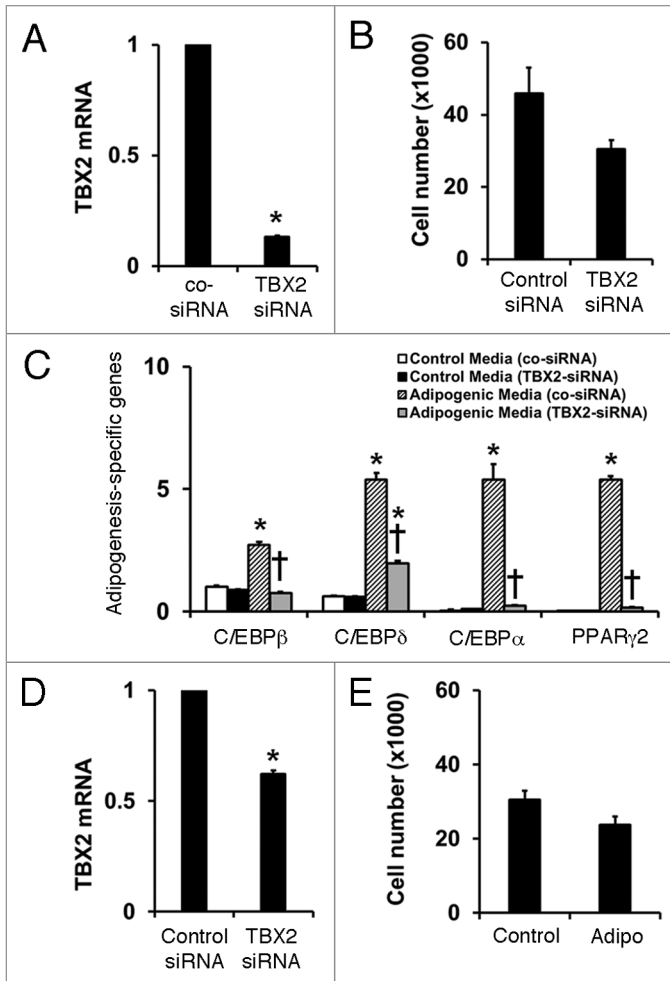 A
TBX2 mRNA
1
0.5
0
*
co-
siRNA
TBX2
siRNA
B
Cell number (x1000)
60
40
20
0
Control
siRNA
TBX2
siRNA
C
Adipogenesis-specific genes
10
5
0
Control Media (co-siRNA)
Control Media (TBX2-siRNA)
Adipogenic Media (co-siRNA)
Adipogenic Media (TBX2-siRNA)
* † * * † * † * †
C/EBPβ C/EBPδ C/EBPα PPARγ2
D
TBX2 mRNA
1
0.5
0
*
Control
siRNA
TBX2
siRNA
E
Cell number (x1000)
60
40
20
0
Control Adipo